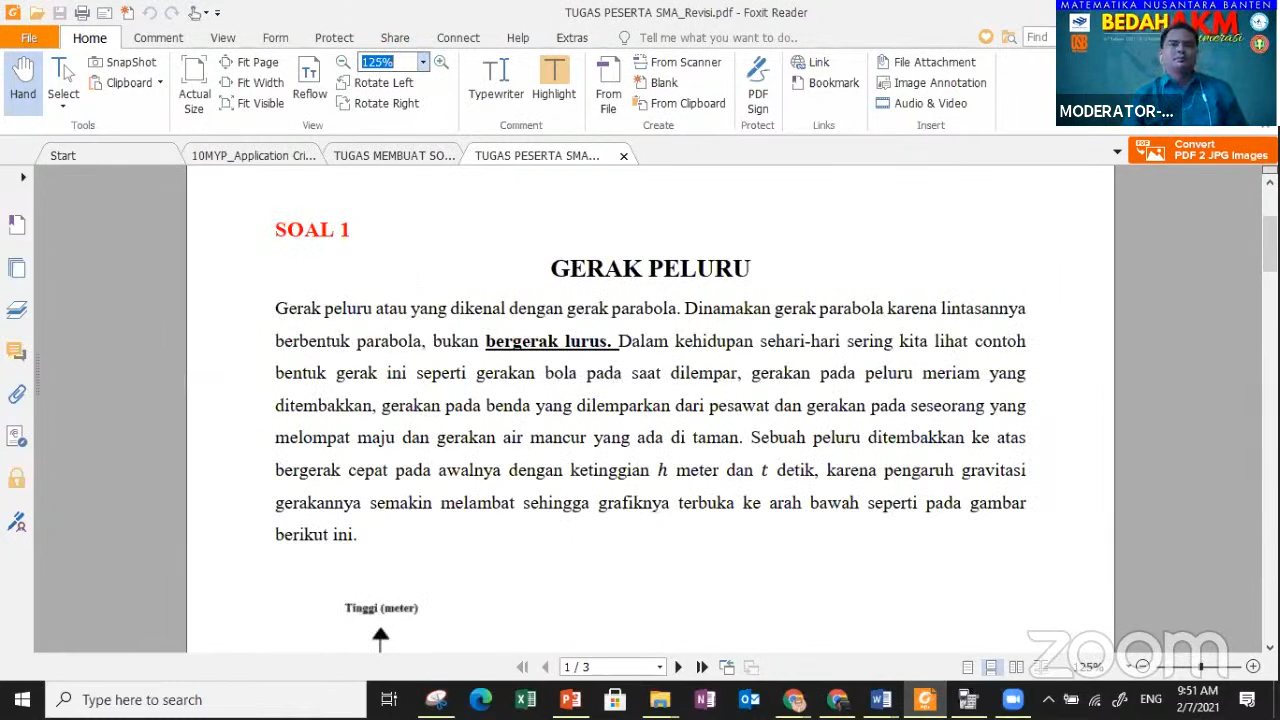 TUGAS PESERTA SMA_Revisi.pdf - Foxit Reader
MATEMATIKA NUSANTARA BANTEN
BEDAH AKM
File Home Comment View Form Protect Share Connect Help Extras Tell me what you want to do.. Find
Hand
Select
SnapShot
Clipboard
Tools
Actual Size
Fit Page
Fit Width
Fit Visible
Reflow
125%
Rotate Left
Rotate Right
View
Typewriter
Highlight
Comment
From File
From Scanner
Blank
From Clipboard
Create
PDF Sign
Protect
Link
Bookmark
Links
File Attachment
Image Annotation
Audio & Video
Insert
MODERATOR-...
Start
10MYP_Application Cri...
TUGAS MEMBUAT SO...
TUGAS PESERTA SMA...
Convert
PDF 2 JPG Images
SOAL 1
GERAK PELURU
Gerak peluru atau yang dikenal dengan gerak parabola. Dinamakan gerak parabola karena lintasannya
berbentuk parabola, bukan bergerak lurus. Dalam kehidupan sehari-hari sering kita lihat contoh
bentuk gerak ini seperti gerakan bola pada saat dilempar, gerakan pada peluru meriam yang
ditembakkan, gerakan pada benda yang dilemparkan dari pesawat dan gerakan pada seseorang yang
melompat maju dan gerakan air mancur yang ada di taman. Sebuah peluru ditembakkan ke atas
bergerak cepat pada awalnya dengan ketinggian h meter dan t detik, karena pengaruh gravitasi
gerakannya semakin melambat sehingga grafiknya terbuka ke arah bawah seperti pada gambar
berikut ini.
Tinggi (meter)
zoom
1 / 3
125%
Type here to search
ENG
9:51 AM
2/7/2021